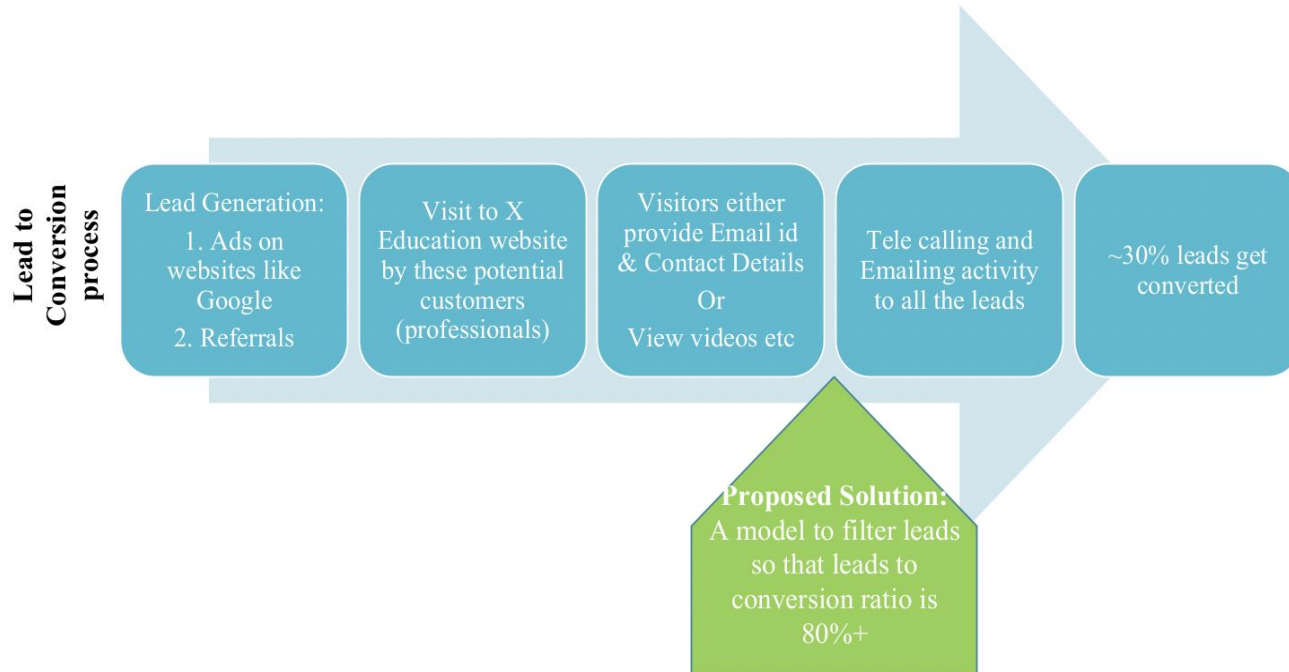 Lead to
Conversion
process
Lead Generation:
1. Ads on
websites like
Google
2. Referrals
Visit to X
Education website
by these potential
customers
(professionals)
Visitors either
provide Email id
& Contact Details
Or
View videos etc
Tele calling and
Emailing activity
to all the leads
~30% leads get
converted
Proposed Solution:
A model to filter leads
so that leads to
conversion ratio is
80%+